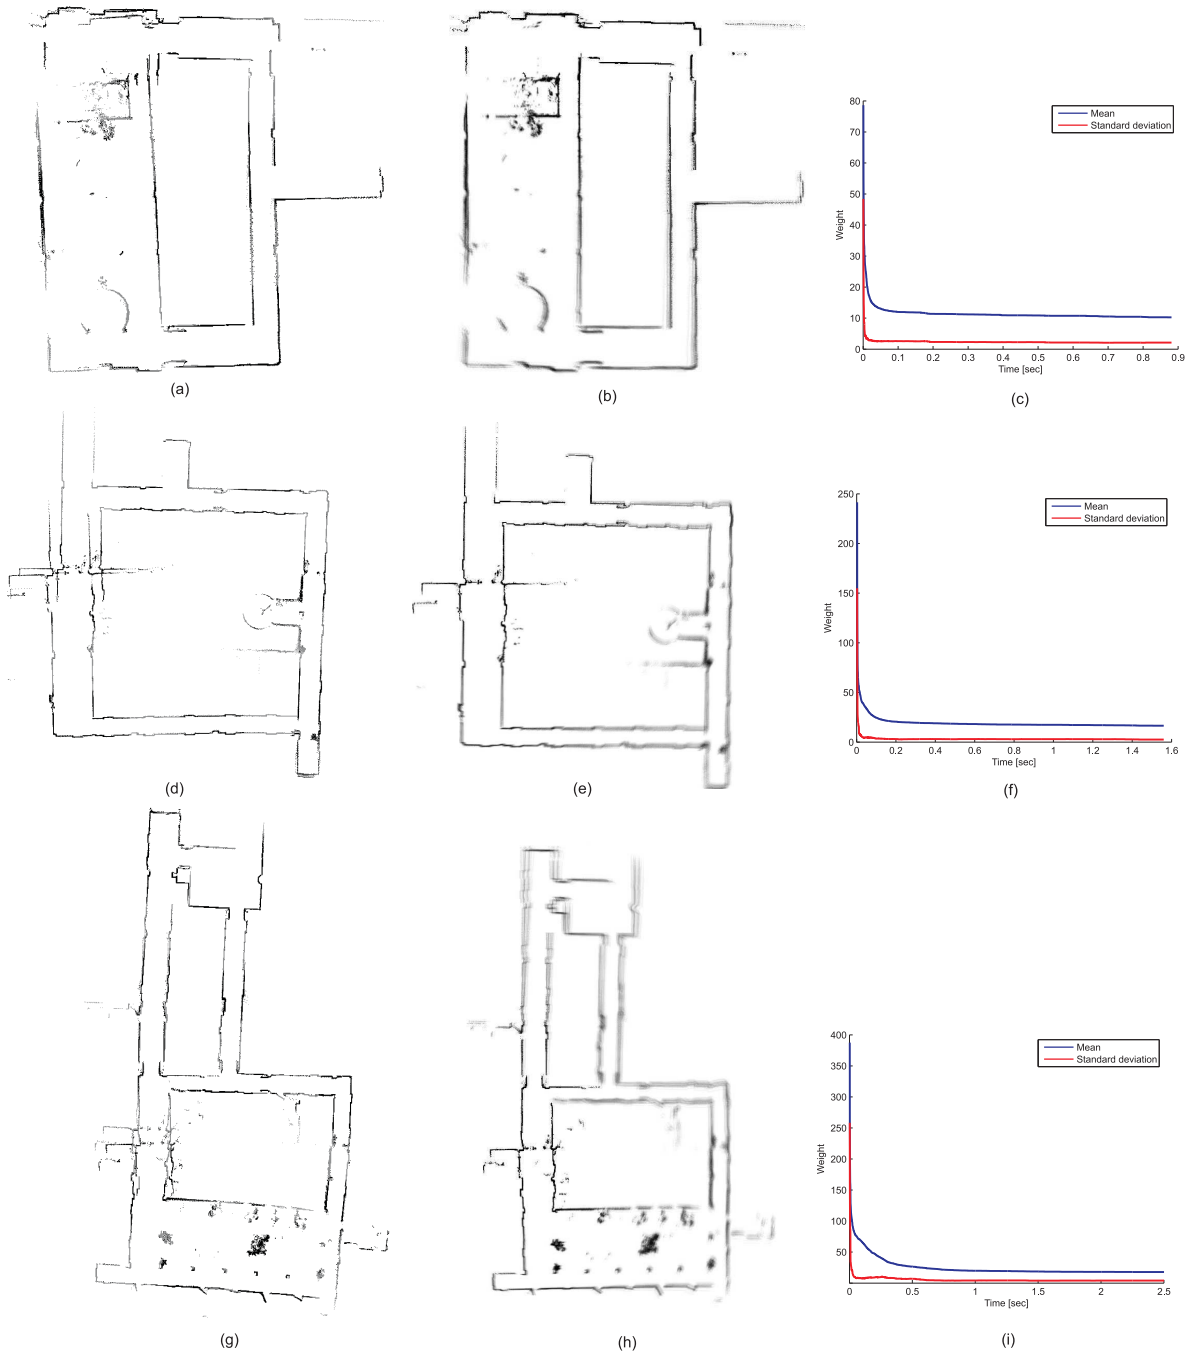 80
70
60
50
40
30
20
10
0
Weight
Mean
Standard deviation
0 0.1 0.2 0.3 0.4 0.5 0.6 0.7 0.8 0.9
Time [sec]
(a)
(b)
(c)
250
200
150
100
50
0
Weight
Mean
Standard deviation
0 0.2 0.4 0.6 0.8 1 1.2 1.4 1.6
Time [sec]
(d)
(e)
(f)
400
350
300
250
200
150
100
50
Weight
Mean
Standard deviation
0 0.5 1 1.5 2 2.5
Time [sec]
(g)
(h)
(i)